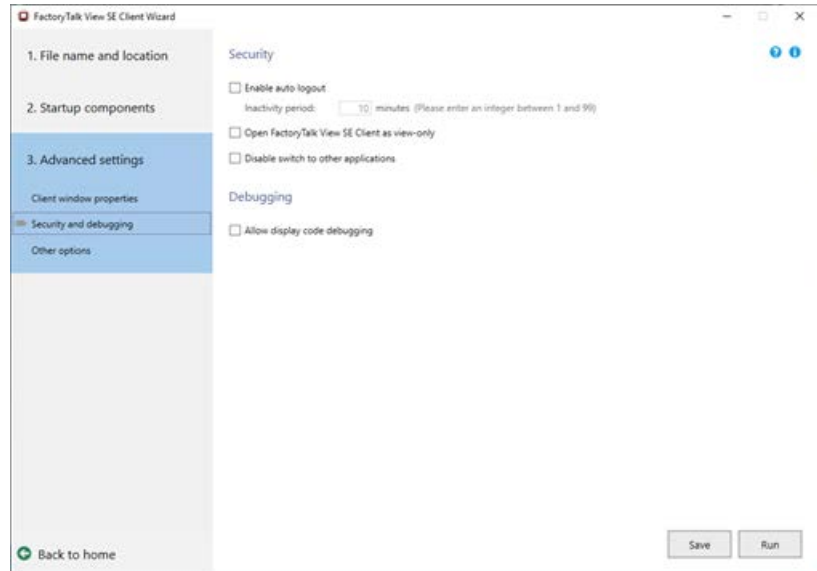 FactoryTalk View SE Client Wizard
1. File name and location
2. Startup components
3. Advanced settings
Client window properties
Security and debugging
Other options
Back to home
Security
Enable auto logout
Inactivity period: 10 minutes (Please enter an integer between 1 and 99)
Open FactoryTalk View SE Client as view-only
Disable switch to other applications
Debugging
Allow display code debugging
Save Run